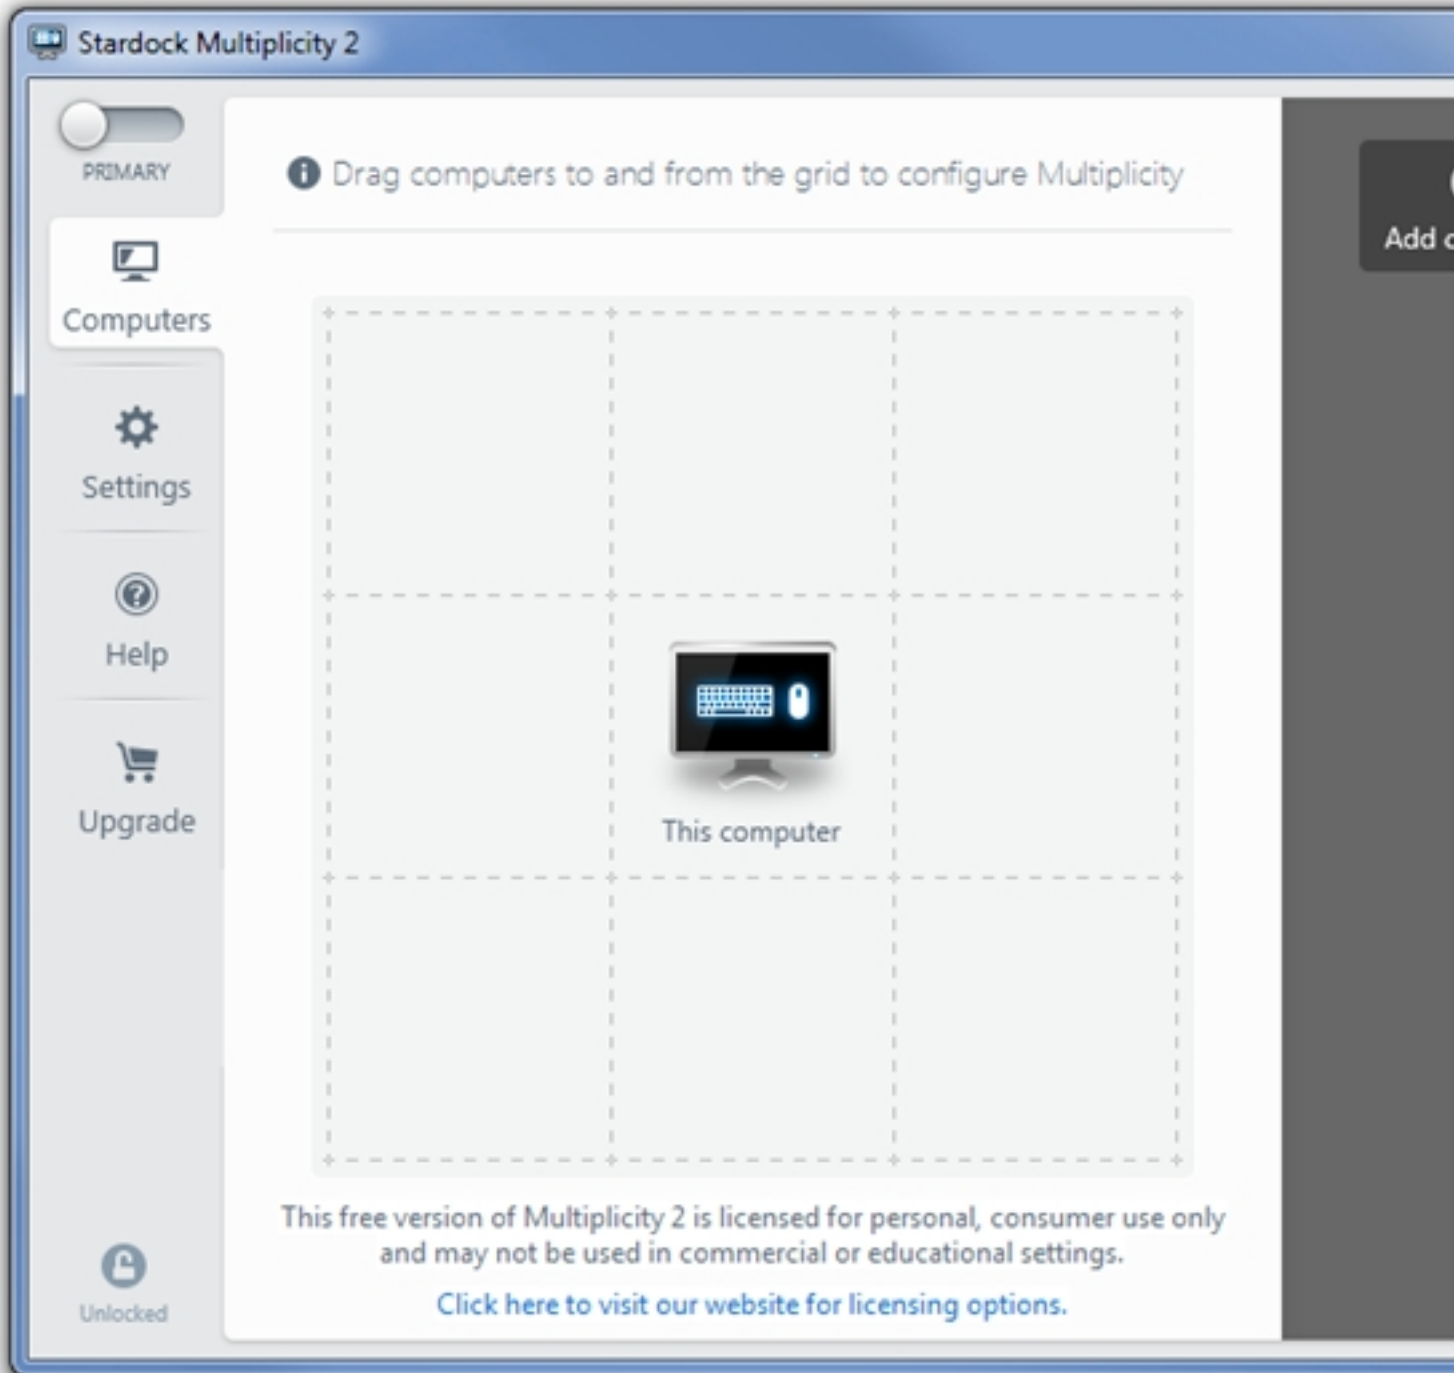 Stardock Multiplicity 2
PRIMARY
Computers
Settings
Help
Upgrade
Unlocked
Drag computers to and from the grid to configure Multiplicity
This computer
This free version of Multiplicity 2 is licensed for personal, consumer use only
and may not be used in commercial or educational settings.
Click here to visit our website for licensing options.
Add